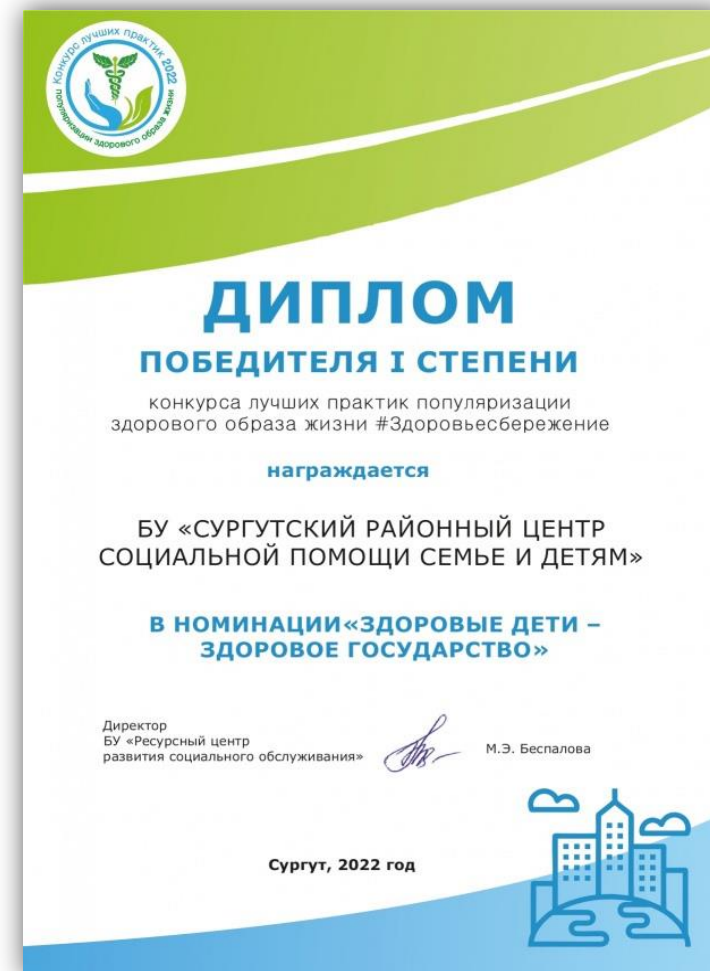 Конкурс лучших практик 2022
популяризации здорового образа жизни
ДИПЛОМ
ПОБЕДИТЕЛЯ I СТЕПЕНИ
конкурса лучших практик популяризации
здорового образа жизни #Здоровьесбережение
награждается
БУ «СУРГУТСКИЙ РАЙОННЫЙ ЦЕНТР
СОЦИАЛЬНОЙ ПОМОЩИ СЕМЬЕ И ДЕТЯМ»
В НОМИНАЦИИ«ЗДОРОВЫЕ ДЕТИ –
ЗДОРОВОЕ ГОСУДАРСТВО»
Директор
БУ «Ресурсный центр
развития социального обслуживания»
М.Э. Беспалова
Сургут, 2022 год